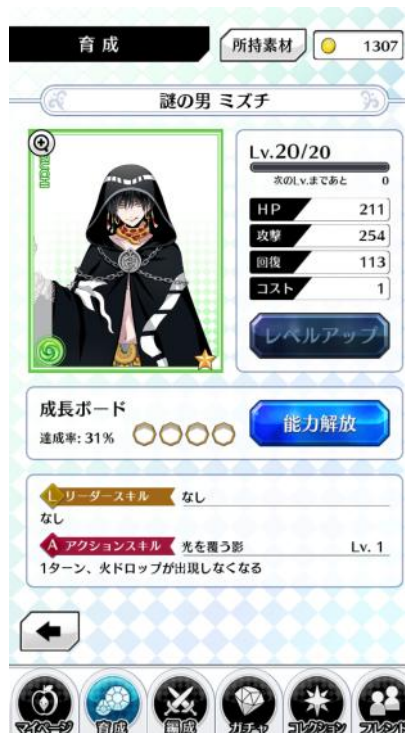 育成
所持素材
1307
謎の男 ミズチ
Lv.20/20
次のLv.まであと 0
HP 211
攻撃 254
回復 113
コスト 1
レベルアップ
成長ボード
達成率: 31%
能力解放
L リーダースキル なし
なし
A アクションスキル 光を覆う影 Lv. 1
1ターン、火ドロップが出現しなくなる
マイページ
育成
編成
ガチャ
コレクション
フレンド